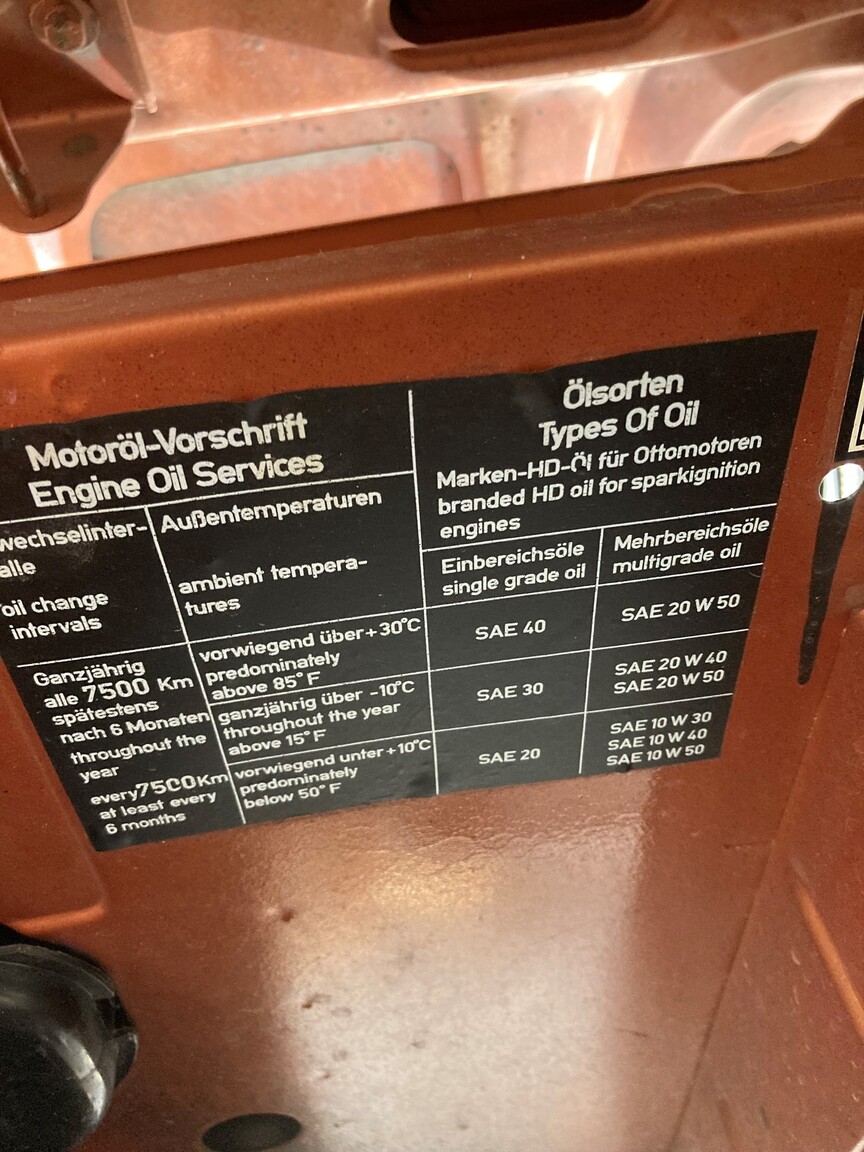 Motoröl-Vorschrift
Engine Oil Services
wechselinter-
alle
oil change
intervals
Außentemperaturen
ambient tempera-
tures
Ölsorten
Types Of Oil
Marken-HD-Öl für Ottomotoren
branded HD oil for sparkignition
engines
Einbereichsöle
single grade oil
Mehrbereichsöle
multigrade oil
Ganzjährig
alle 7500 Km
spätestens
nach 6 Monaten
throughout the
year
every 7500 Km
at least every
6 months
vorwiegend über +30°C
predominately
above 85°F
SAE 40
SAE 20 W 50
ganzjährig über -10°C
throughout the year
above 15°F
SAE 30
SAE 20 W 40
SAE 20 W 50
vorwiegend unter +10°C
predominately
below 50°F
SAE 20
SAE 10 W 30
SAE 10 W 40
SAE 10 W 50